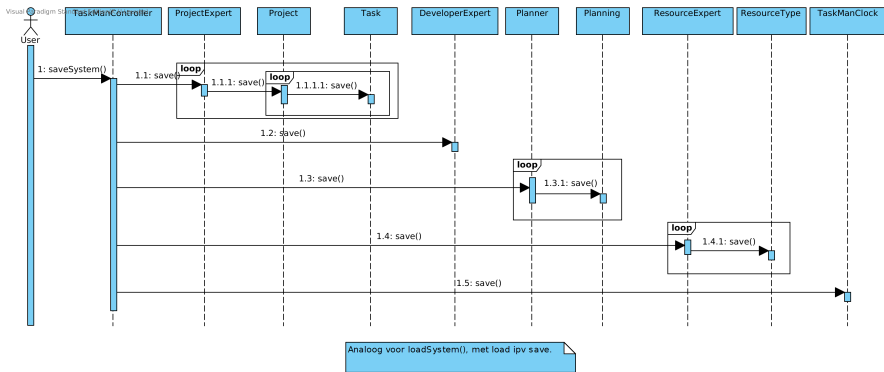 Visual Paradigm Standard
TaskManController
ProjectExpert
Project
Task
DeveloperExpert
Planner
Planning
ResourceExpert
ResourceType
TaskManClock
User
loop
loop
1: saveSystem()
1.1: save()
1.1.1: save()
1.1.1.1: save()
1.2: save()
loop
1.3: save()
1.3.1: save()
loop
1.4: save()
1.4.1: save()
1.5: save()
Analoog voor loadSystem(), met load ipv save.